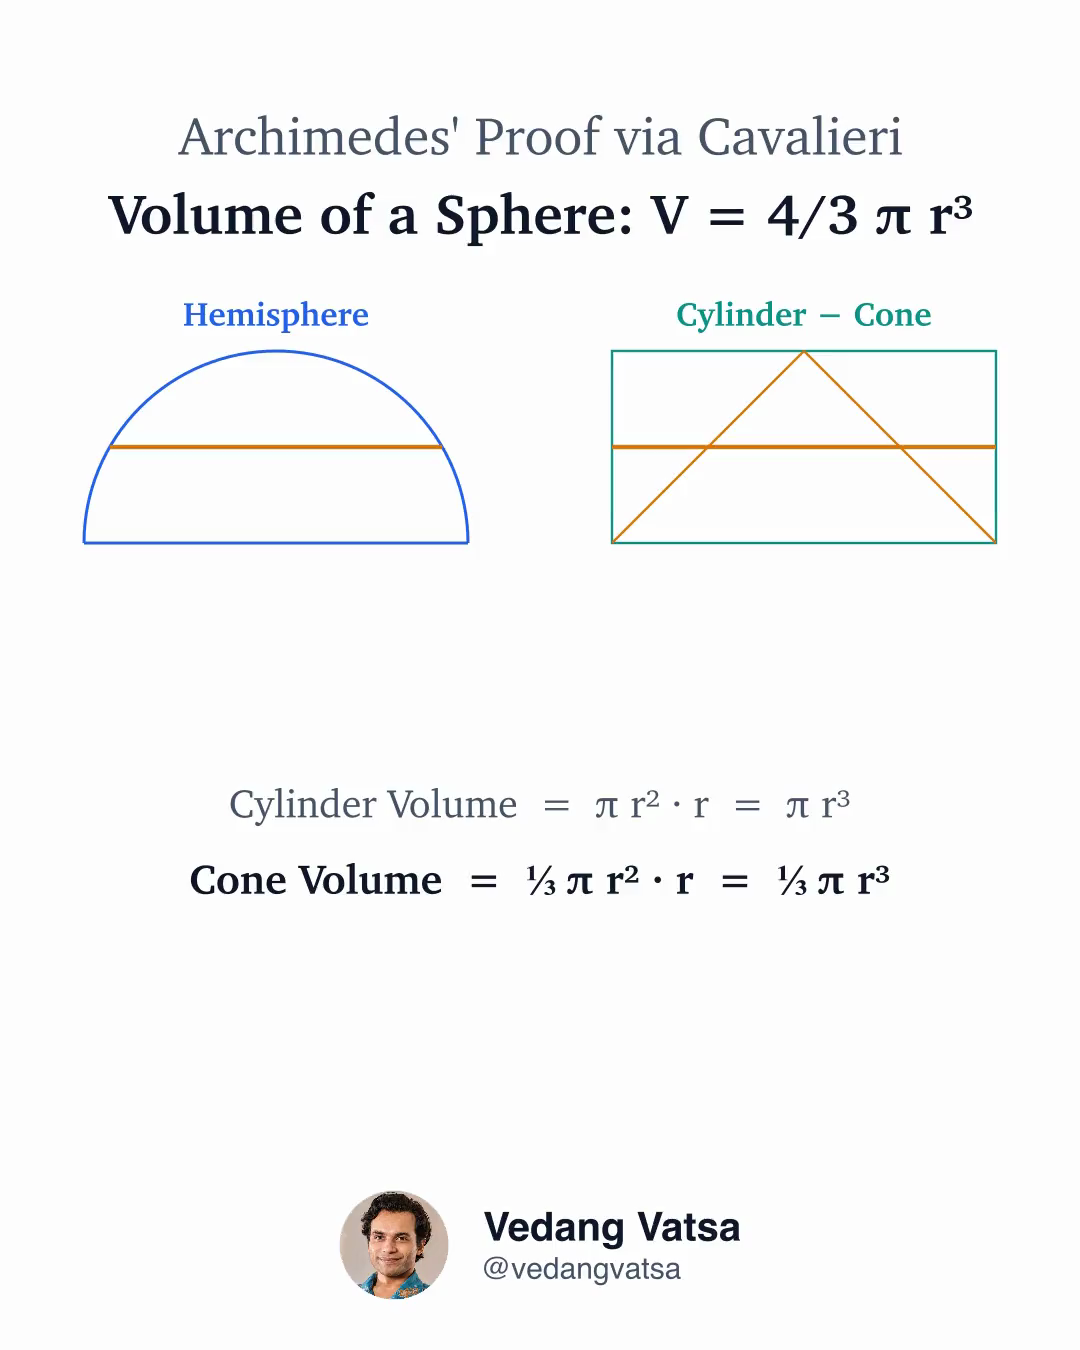 Archimedes' Proof via Cavalieri
Volume of a Sphere: V = 4/3 π r³
Hemisphere
Cylinder − Cone
Cylinder Volume = π r² · r = π r³
Cone Volume = ⅓ π r² · r = ⅓ π r³
Vedang Vatsa
@vedangvatsa